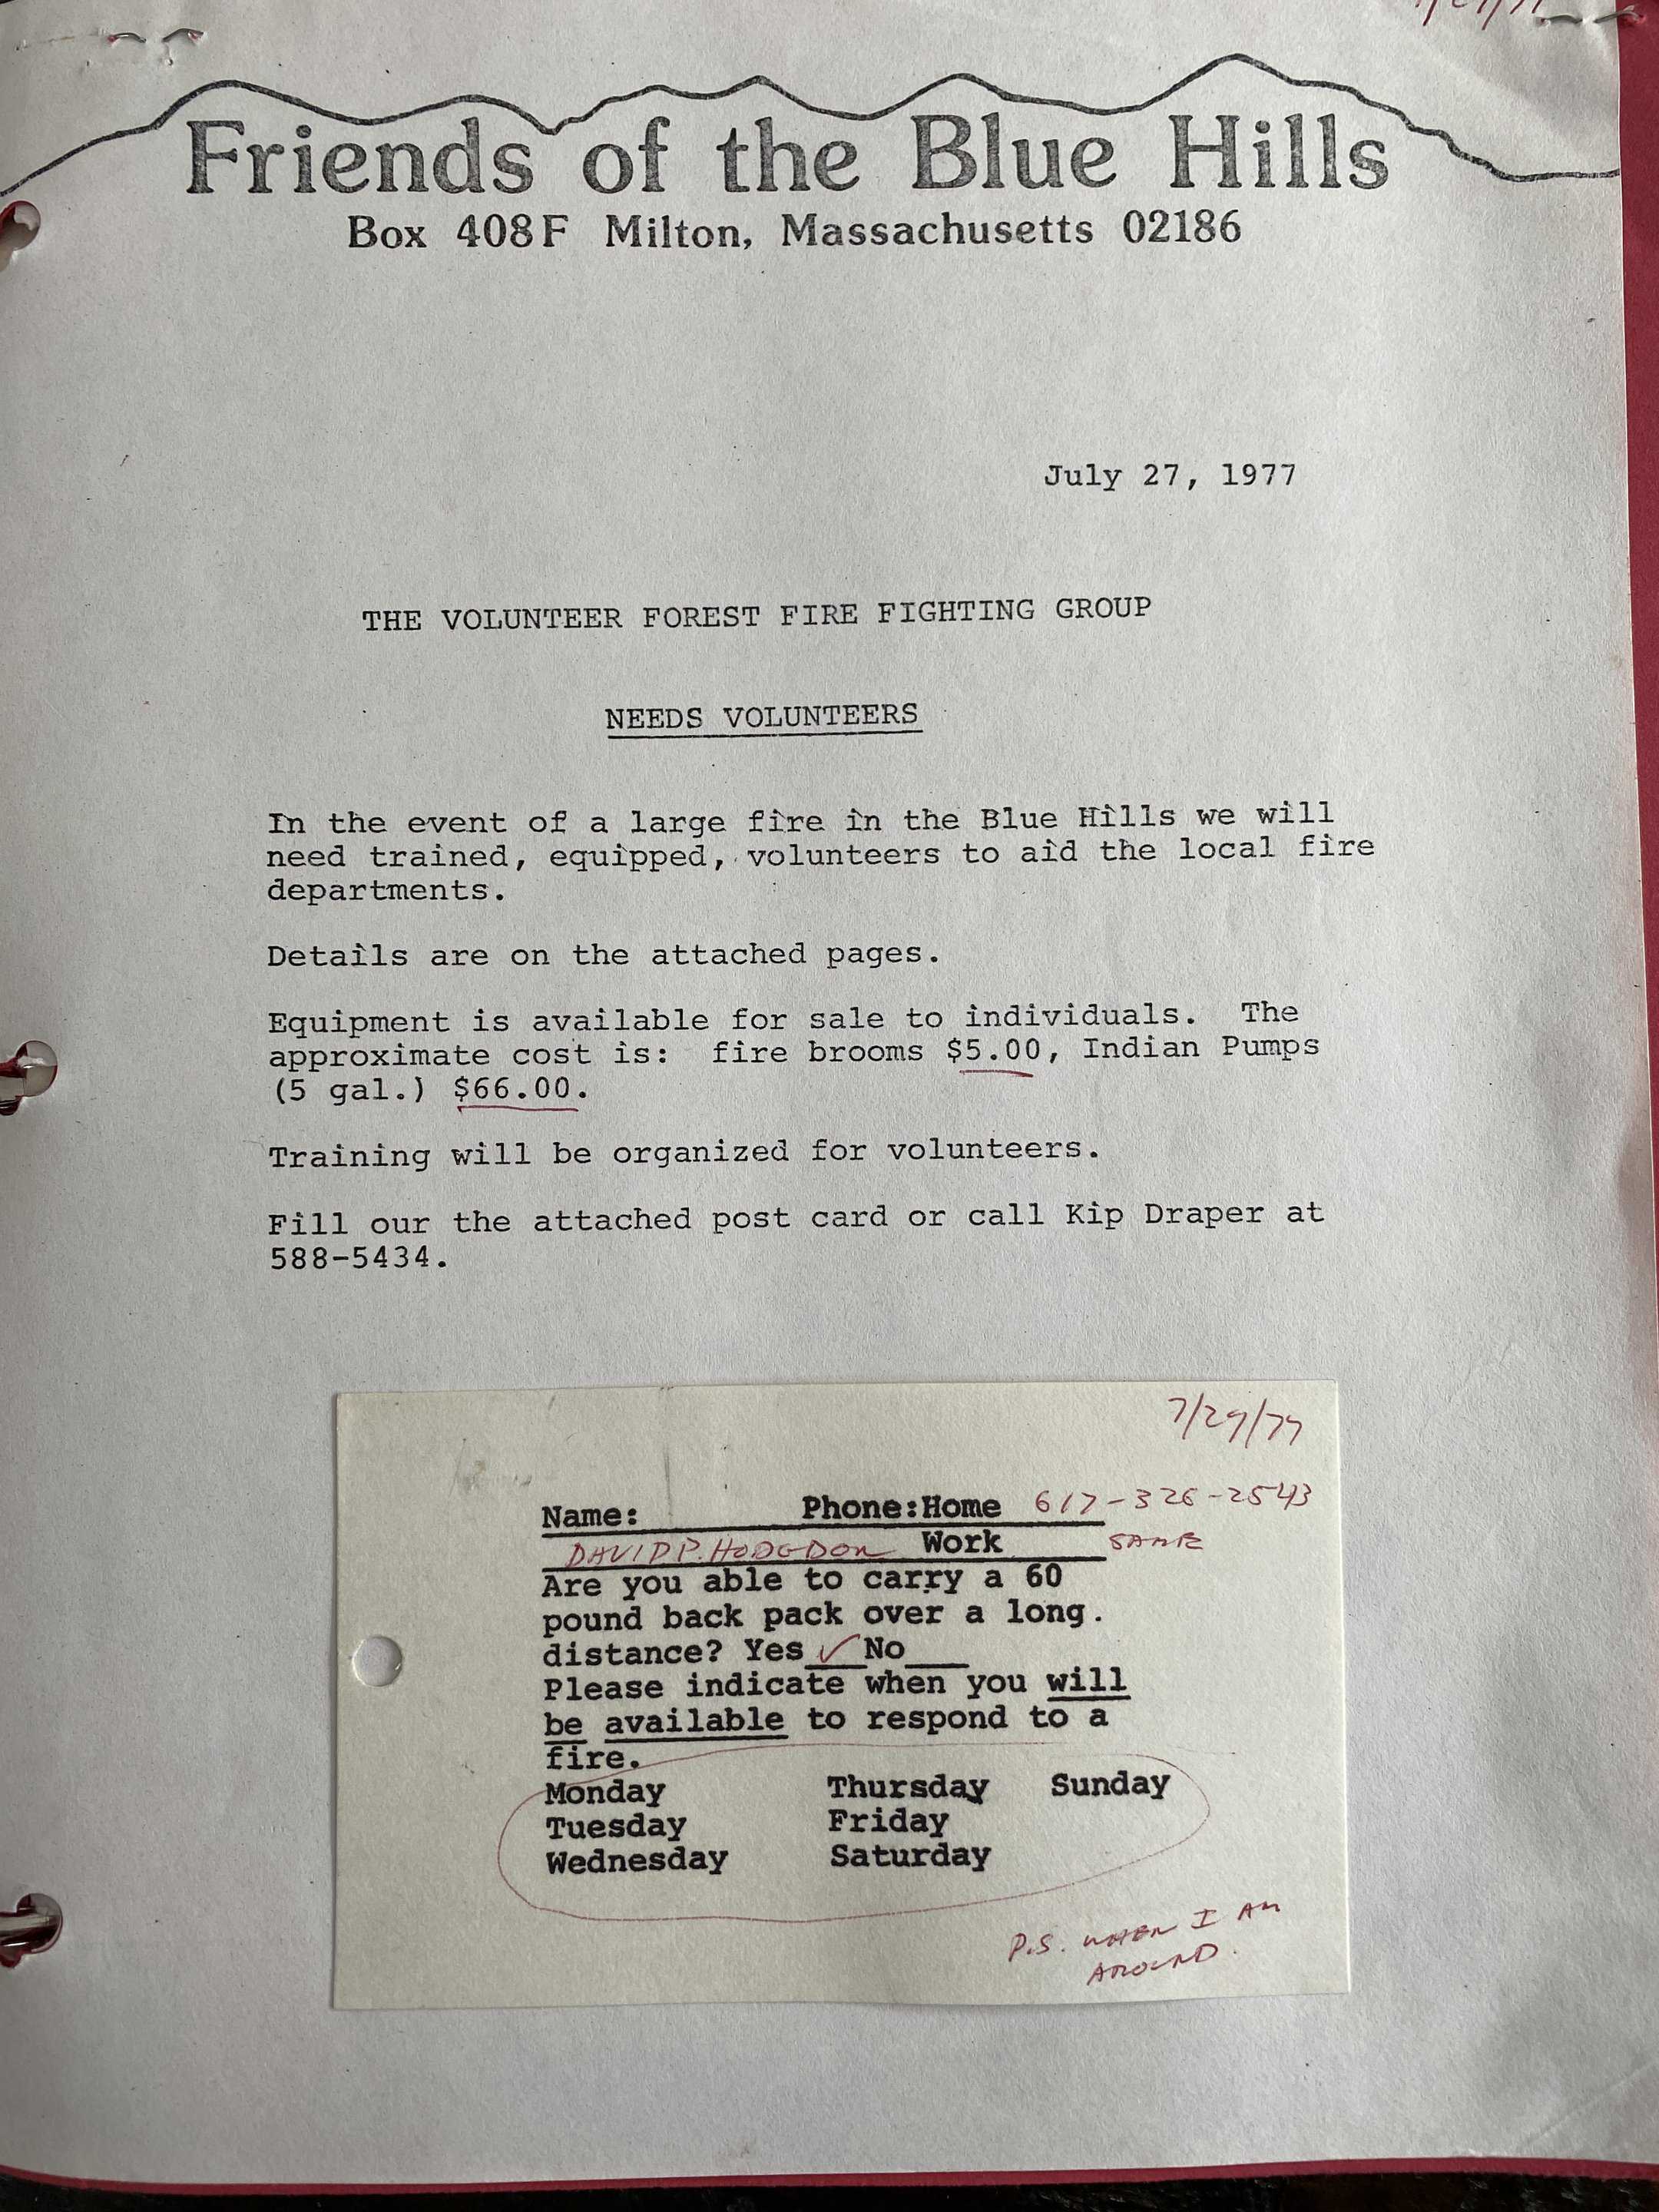 Friends of the Blue Hills
Box 408F Milton, Massachusetts 02186
July 27, 1977
THE VOLUNTEER FOREST FIRE FIGHTING GROUP
NEEDS VOLUNTEERS
In the event of a large fire in the Blue Hills we will
need trained, equipped, volunteers to aid the local fire
departments.
Details are on the attached pages.
Equipment is available for sale to individuals. The
approximate cost is: fire brooms $5.00, Indian Pumps
(5 gal.) $66.00.
Training will be organized for volunteers.
Fill our the attached post card or call Kip Draper at
588-5434.
7/29/77
Name: Phone:Home 617-326-2543
DAVID P. HODGDON Work SAME
Are you able to carry a 60
pound back pack over a long.
distance? Yes ✓ No
Please indicate when you will
be available to respond to a
fire.
Monday Thursday Sunday
Tuesday Friday
Wednesday Saturday
P.S. WHEN I AM
AROUND.